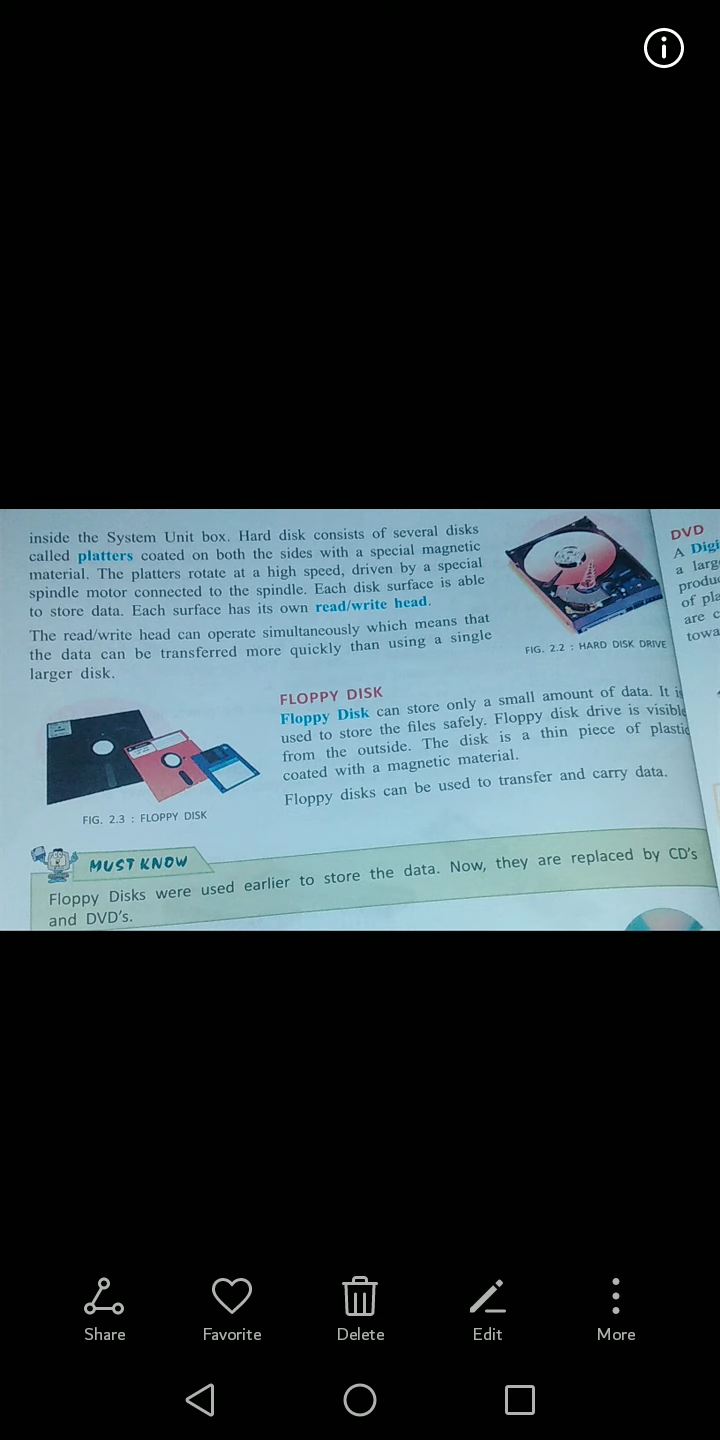 inside the System Unit box. Hard disk consists of several disks
called platters coated on both the sides with a special magnetic
material. The platters rotate at a high speed, driven by a special
spindle motor connected to the spindle. Each disk surface is able
to store data. Each surface has its own read/write head.
The read/write head can operate simultaneously which means that
the data can be transferred more quickly than using a single
larger disk.
FIG. 2.2 : HARD DISK DRIVE
DVD
A Digi
a larg
produc
of pla
are c
towa
FLOPPY DISK
Floppy Disk can store only a small amount of data. It is
used to store the files safely. Floppy disk drive is visible
from the outside. The disk is a thin piece of plastic
coated with a magnetic material.
Floppy disks can be used to transfer and carry data.
FIG. 2.3 : FLOPPY DISK
MUST KNOW
Floppy Disks were used earlier to store the data. Now, they are replaced by CD's
and DVD's.
Share
Favorite
Delete
Edit
More